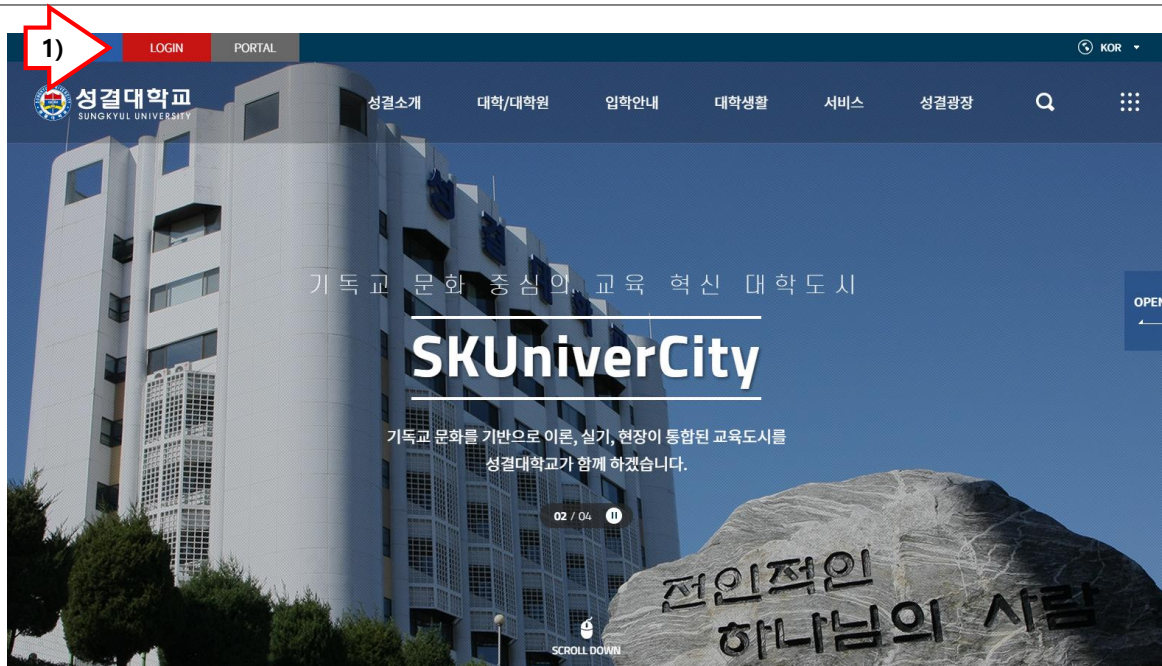 1)
LOGIN
PORTAL
KOR
성결대학교
SUNGKYUL UNIVERSITY
성결소개
대학/대학원
입학안내
대학생활
서비스
성결광장
성결대학교
기독교 문화 중심의 교육 혁신 대학도시
OPEN
SKUniverCity
기독교 문화를 기반으로 이론, 실기, 현장이 통합된 교육도시를
성결대학교가 함께 하겠습니다.
02 / 04
전인적인
하나님의 사람
SCROLL DOWN